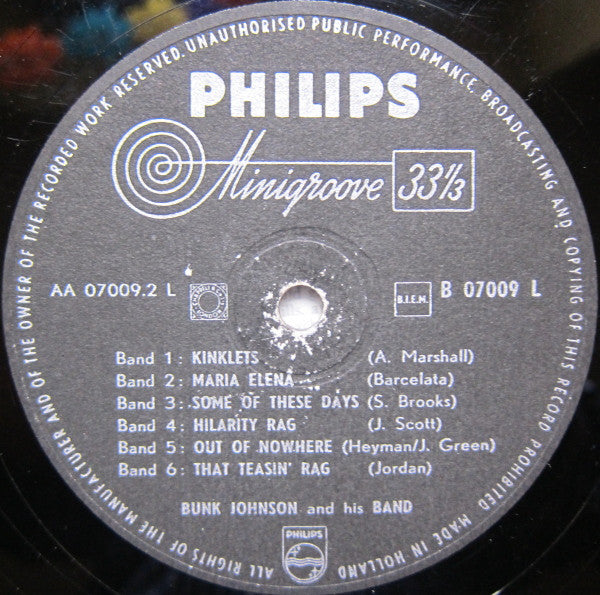 ALL RIGHTS OF THE MANUFACTURER AND OF THE OWNER OF THE RECORDED WORK RESERVED. UNAUTHORISED PUBLIC PERFORMANCE, BROADCASTING AND COPYING OF THIS RECORD PROHIBITED MADE IN HOLLAND
PHILIPS
Minigroove 33⅓
AA 07009.2 L B.I.E.M. B 07009 L
Band 1: KINKLETS (A. Marshall)
Band 2: MARIA ELENA (Barcelata)
Band 3: SOME OF THESE DAYS (S. Brooks)
Band 4: HILARITY RAG (J. Scott)
Band 5: OUT OF NOWHERE (Heyman/J. Green)
Band 6: THAT TEASIN' RAG (Jordan)
BUNK JOHNSON and his BAND
PHILIPS